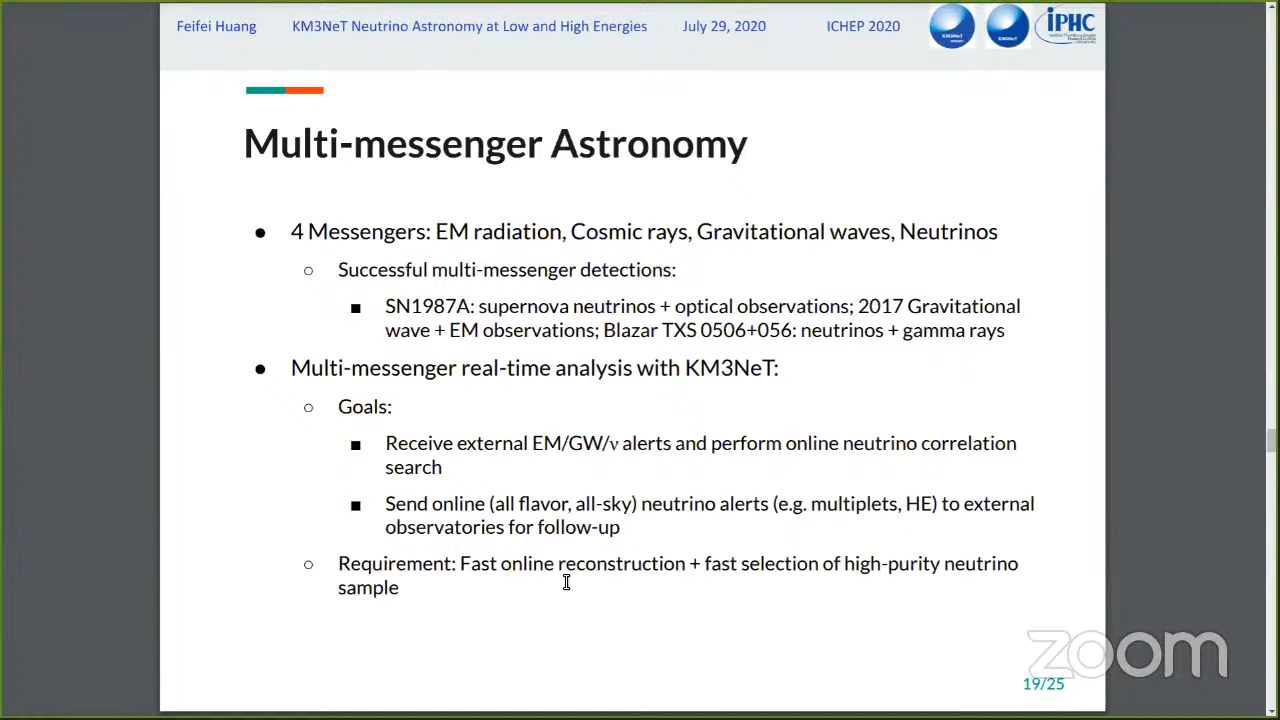 Feifei Huang KM3NeT Neutrino Astronomy at Low and High Energies July 29, 2020 ICHEP 2020
KM3NeT
KM3NeT
iPHC
Multi-messenger Astronomy
● 4 Messengers: EM radiation, Cosmic rays, Gravitational waves, Neutrinos
○ Successful multi-messenger detections:
■ SN1987A: supernova neutrinos + optical observations; 2017 Gravitational
wave + EM observations; Blazar TXS 0506+056: neutrinos + gamma rays
● Multi-messenger real-time analysis with KM3NeT:
○ Goals:
■ Receive external EM/GW/ν alerts and perform online neutrino correlation
search
■ Send online (all flavor, all-sky) neutrino alerts (e.g. multiplets, HE) to external
observatories for follow-up
○ Requirement: Fast online reconstruction + fast selection of high-purity neutrino
sample
zoom
19/25